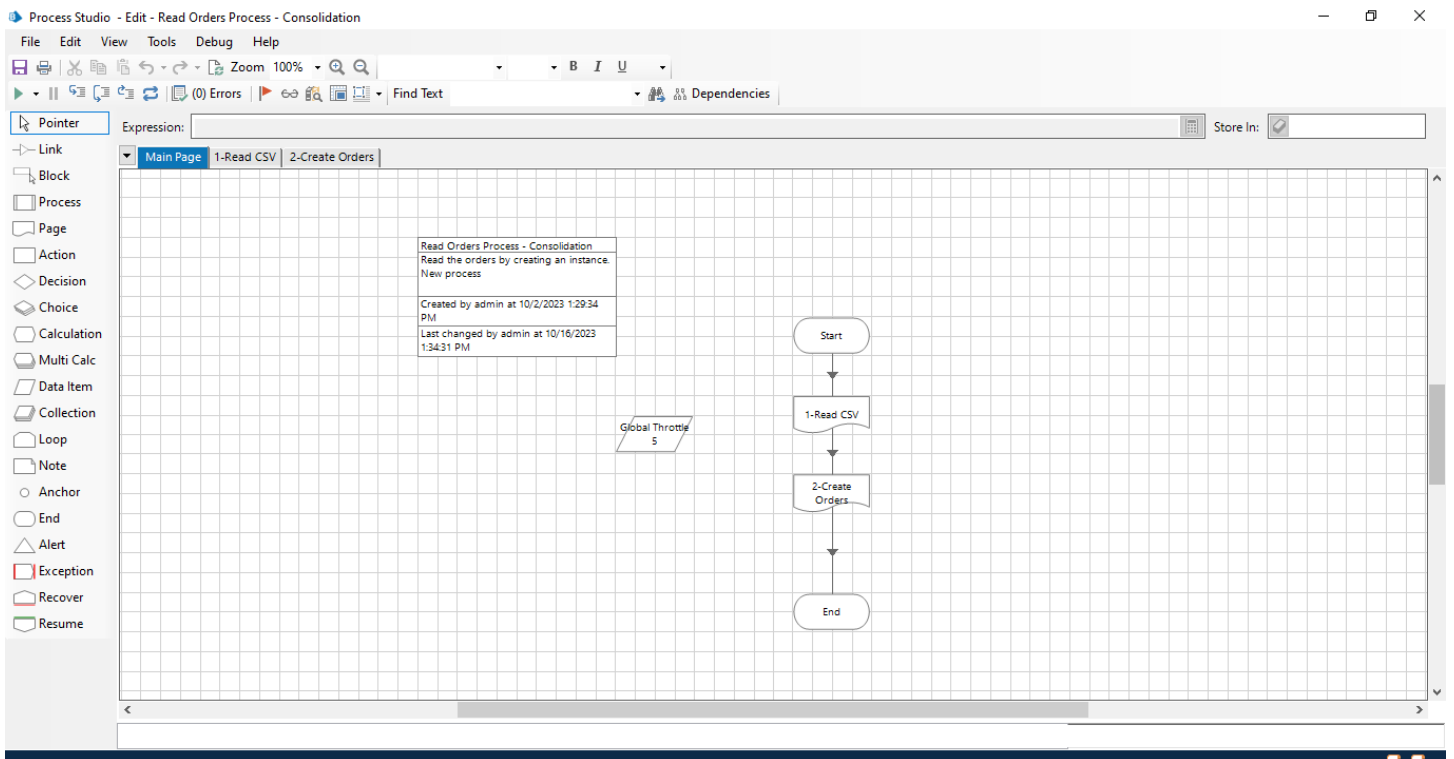 Process Studio - Edit - Read Orders Process - Consolidation
File Edit View Tools Debug Help
Zoom 100% B I U
(0) Errors Find Text Dependencies
Pointer
Link
Block
Process
Page
Action
Decision
Choice
Calculation
Multi Calc
Data Item
Collection
Loop
Note
Anchor
End
Alert
Exception
Recover
Resume
Expression: Store In:
Main Page 1-Read CSV 2-Create Orders
Read Orders Process - Consolidation
Read the orders by creating an instance.
New process
Created by admin at 10/2/2023 1:29:34
PM
Last changed by admin at 10/16/2023
1:34:31 PM
Global Throttle
5
Start
1-Read CSV
2-Create
Orders
End